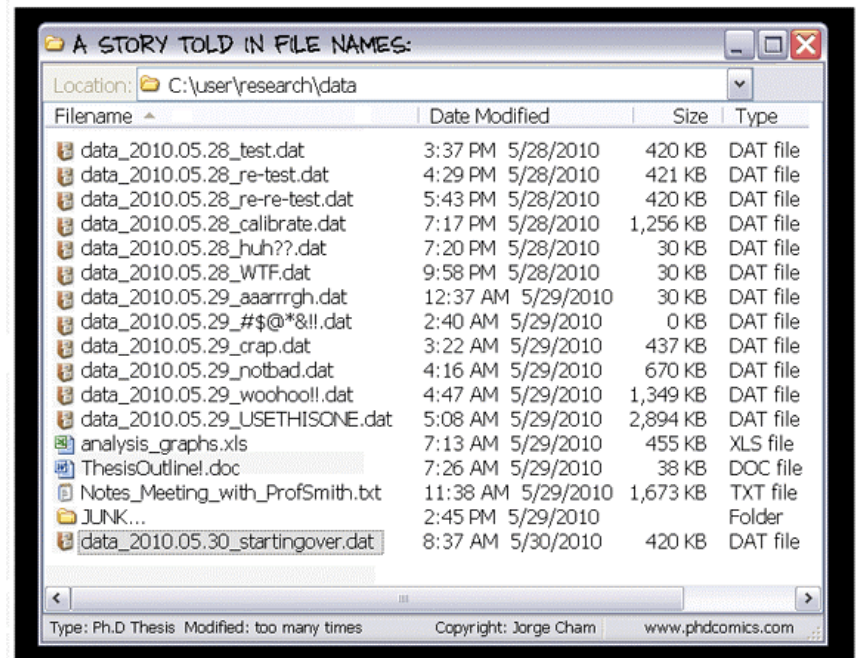 A STORY TOLD IN FILE NAMES:
Location: C:\user\research\data
Filename Date Modified Size Type
data_2010.05.28_test.dat 3:37 PM 5/28/2010 420 KB DAT file
data_2010.05.28_re-test.dat 4:29 PM 5/28/2010 421 KB DAT file
data_2010.05.28_re-re-test.dat 5:43 PM 5/28/2010 420 KB DAT file
data_2010.05.28_calibrate.dat 7:17 PM 5/28/2010 1,256 KB DAT file
data_2010.05.28_huh??.dat 7:20 PM 5/28/2010 30 KB DAT file
data_2010.05.28_WTF.dat 9:58 PM 5/28/2010 30 KB DAT file
data_2010.05.29_aaarrrgh.dat 12:37 AM 5/29/2010 30 KB DAT file
data_2010.05.29_#$@*&!!.dat 2:40 AM 5/29/2010 0 KB DAT file
data_2010.05.29_crap.dat 3:22 AM 5/29/2010 437 KB DAT file
data_2010.05.29_notbad.dat 4:16 AM 5/29/2010 670 KB DAT file
data_2010.05.29_woohoo!!.dat 4:47 AM 5/29/2010 1,349 KB DAT file
data_2010.05.29_USETHISONE.dat 5:08 AM 5/29/2010 2,894 KB DAT file
analysis_graphs.xls 7:13 AM 5/29/2010 455 KB XLS file
ThesisOutline!.doc 7:26 AM 5/29/2010 38 KB DOC file
Notes_Meeting_with_ProfSmith.txt 11:38 AM 5/29/2010 1,673 KB TXT file
JUNK... 2:45 PM 5/29/2010 Folder
data_2010.05.30_startingover.dat 8:37 AM 5/30/2010 420 KB DAT file
Type: Ph.D Thesis Modified: too many times Copyright: Jorge Cham www.phdcomics.com